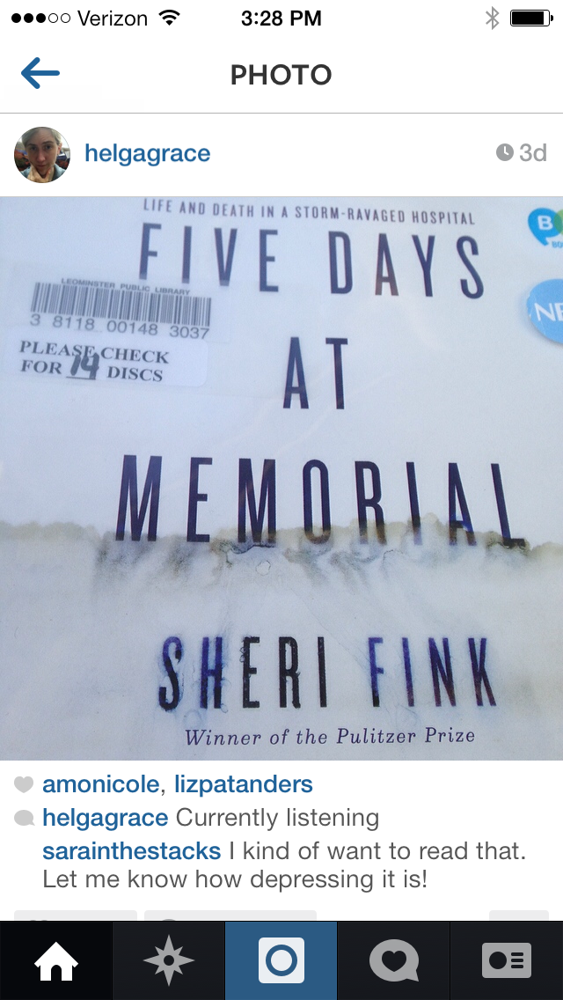 Verizon 3:28 PM
PHOTO
helgagrace 3d
LIFE AND DEATH IN A STORM-RAVAGED HOSPITAL
FIVE DAYS
B
LEOMINSTER PUBLIC LIBRARY
3 8118 00148 3037
PLEASE CHECK
FOR 14 DISCS
AT
MEMORIAL
SHERI FINK
Winner of the Pulitzer Prize
amonicole, lizpatanders
helgagrace Currently listening
sarainthestacks I kind of want to read that.
Let me know how depressing it is!